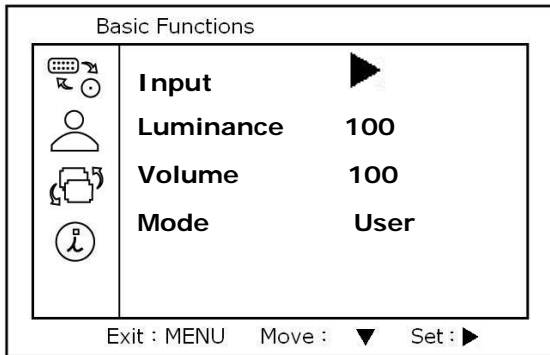 Basic Functions
Input ▶
Luminance 100
Volume 100
Mode User
i
Exit : MENU Move : ▼ Set : ▶